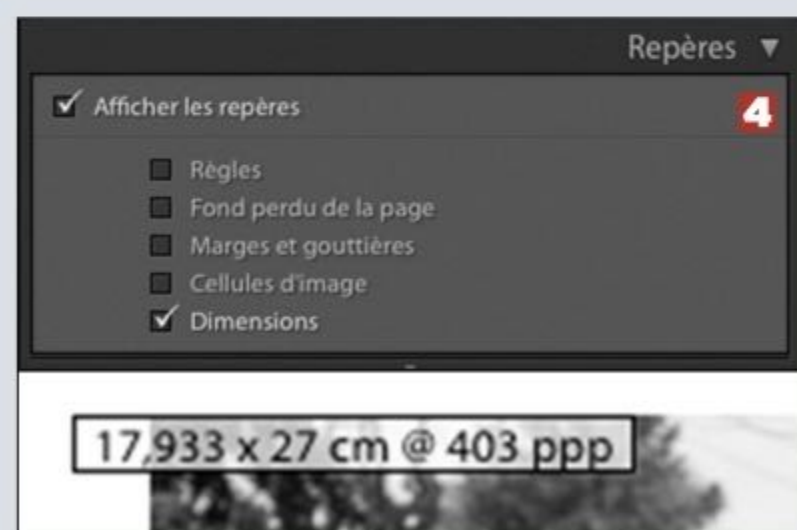 Repères ▼
Afficher les repères
4
Règles
Fond perdu de la page
Marges et gouttières
Cellules d'image
Dimensions
17,933 x 27 cm @ 403 ppp